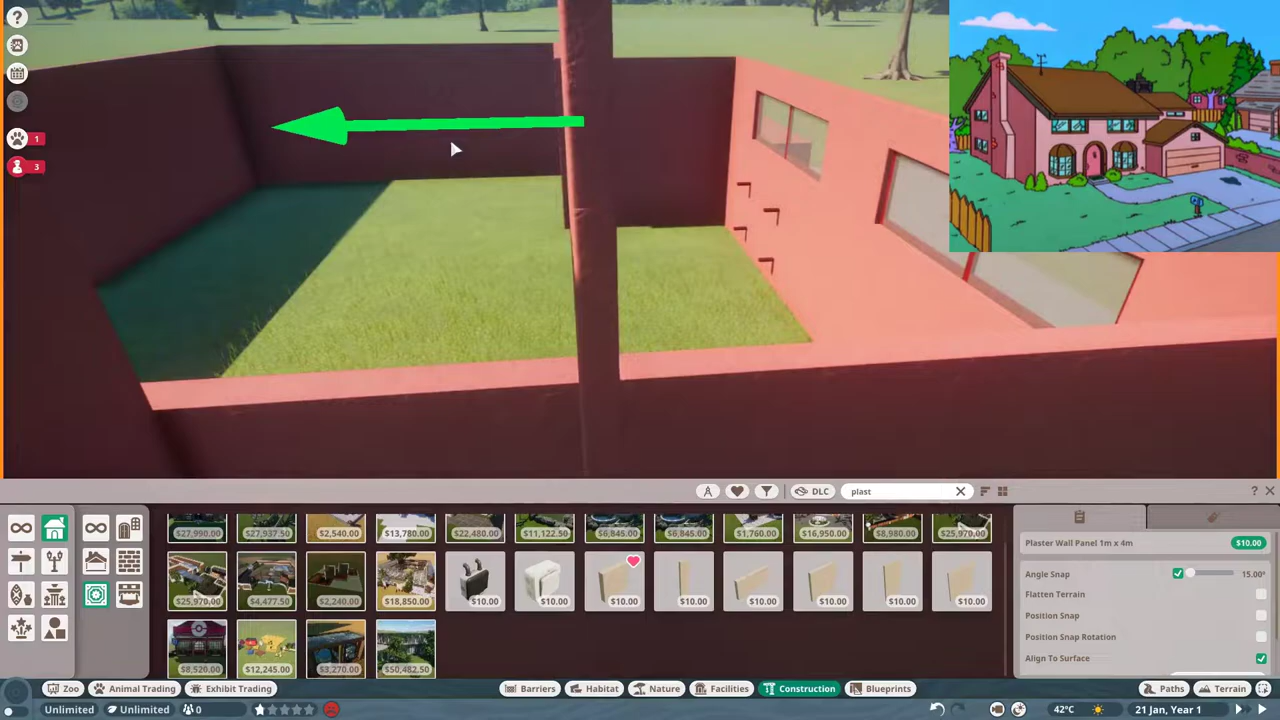 ?
1
3
DLC
plast
?
$27,990.00
$27,937.50
$2,540.00
$13,780.00
$22,480.00
$11,122.50
$6,845.00
$6,845.00
$1,760.00
$16,950.00
$8,980.00
$25,970.00
Plaster Wall Panel 1m x 4m
$10.00
$25,970.00
$4,477.50
$2,240.00
$18,850.00
$10.00
$10.00
$10.00
$10.00
$10.00
$10.00
$10.00
$10.00
Angle Snap
15.00°
Flatten Terrain
Position Snap
Position Snap Rotation
Align To Surface
$8,520.00
$12,245.00
$3,270.00
$50,482.50
Zoo
Animal Trading
Exhibit Trading
Barriers
Habitat
Nature
Facilities
Construction
Blueprints
Paths
Terrain
Unlimited
Unlimited
0
42°C
21 Jan, Year 1